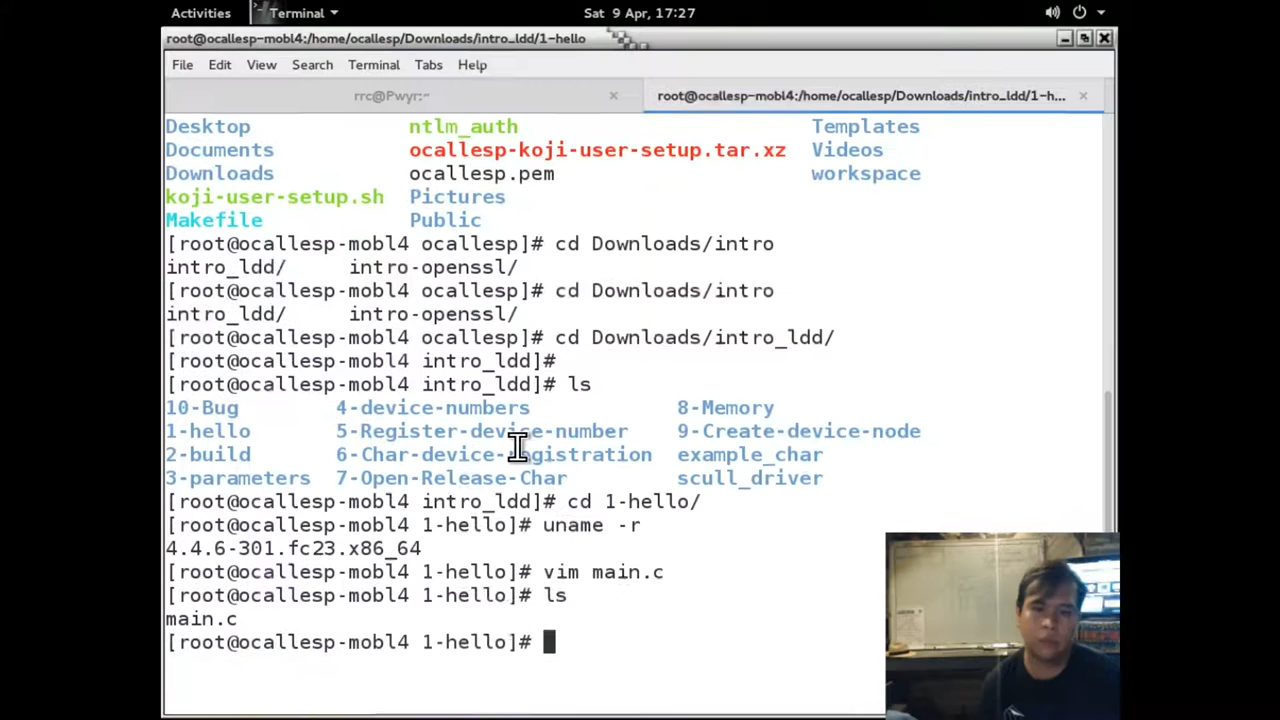 Activities Terminal Sat 9 Apr, 17:27
root@ocallesp-mobl4:/home/ocallesp/Downloads/intro_ldd/1-hello
File Edit View Search Terminal Tabs Help
rrc@Pwyr:~ root@ocallesp-mobl4:/home/ocallesp/Downloads/intro_ldd/1-h...
Desktop ntlm_auth Templates
Documents ocallesp-koji-user-setup.tar.xz Videos
Downloads ocallesp.pem workspace
koji-user-setup.sh Pictures
Makefile Public
[root@ocallesp-mobl4 ocallesp]# cd Downloads/intro
intro_ldd/ intro-openssl/
[root@ocallesp-mobl4 ocallesp]# cd Downloads/intro
intro_ldd/ intro-openssl/
[root@ocallesp-mobl4 ocallesp]# cd Downloads/intro_ldd/
[root@ocallesp-mobl4 intro_ldd]#
[root@ocallesp-mobl4 intro_ldd]# ls
10-Bug 4-device-numbers 8-Memory
1-hello 5-Register-device-number 9-Create-device-node
2-build 6-Char-device-registration example_char
3-parameters 7-Open-Release-Char scull_driver
[root@ocallesp-mobl4 intro_ldd]# cd 1-hello/
[root@ocallesp-mobl4 1-hello]# uname -r
4.4.6-301.fc23.x86_64
[root@ocallesp-mobl4 1-hello]# vim main.c
[root@ocallesp-mobl4 1-hello]# ls
main.c
[root@ocallesp-mobl4 1-hello]#